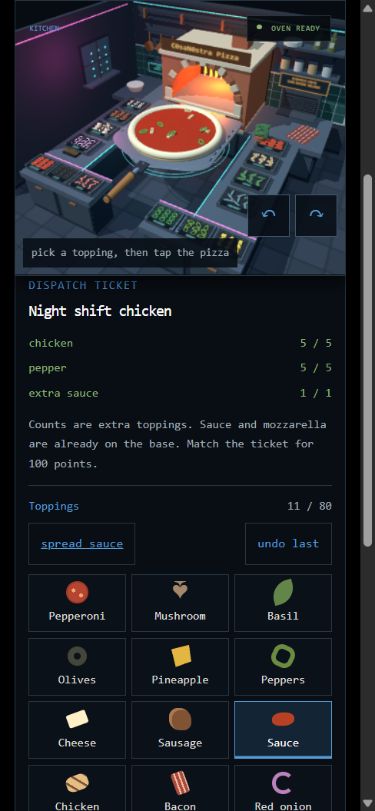 KITCHEN
OVEN READY
CosaNostra Pizza
pick a topping, then tap the pizza
DISPATCH TICKET
Night shift chicken
chicken 5 / 5
pepper 5 / 5
extra sauce 1 / 1
Counts are extra toppings. Sauce and mozzarella
are already on the base. Match the ticket for
100 points.
Toppings 11 / 80
spread sauce undo last
Pepperoni Mushroom Basil
Olives Pineapple Peppers
Cheese Sausage Sauce
Chicken Bacon Red onion